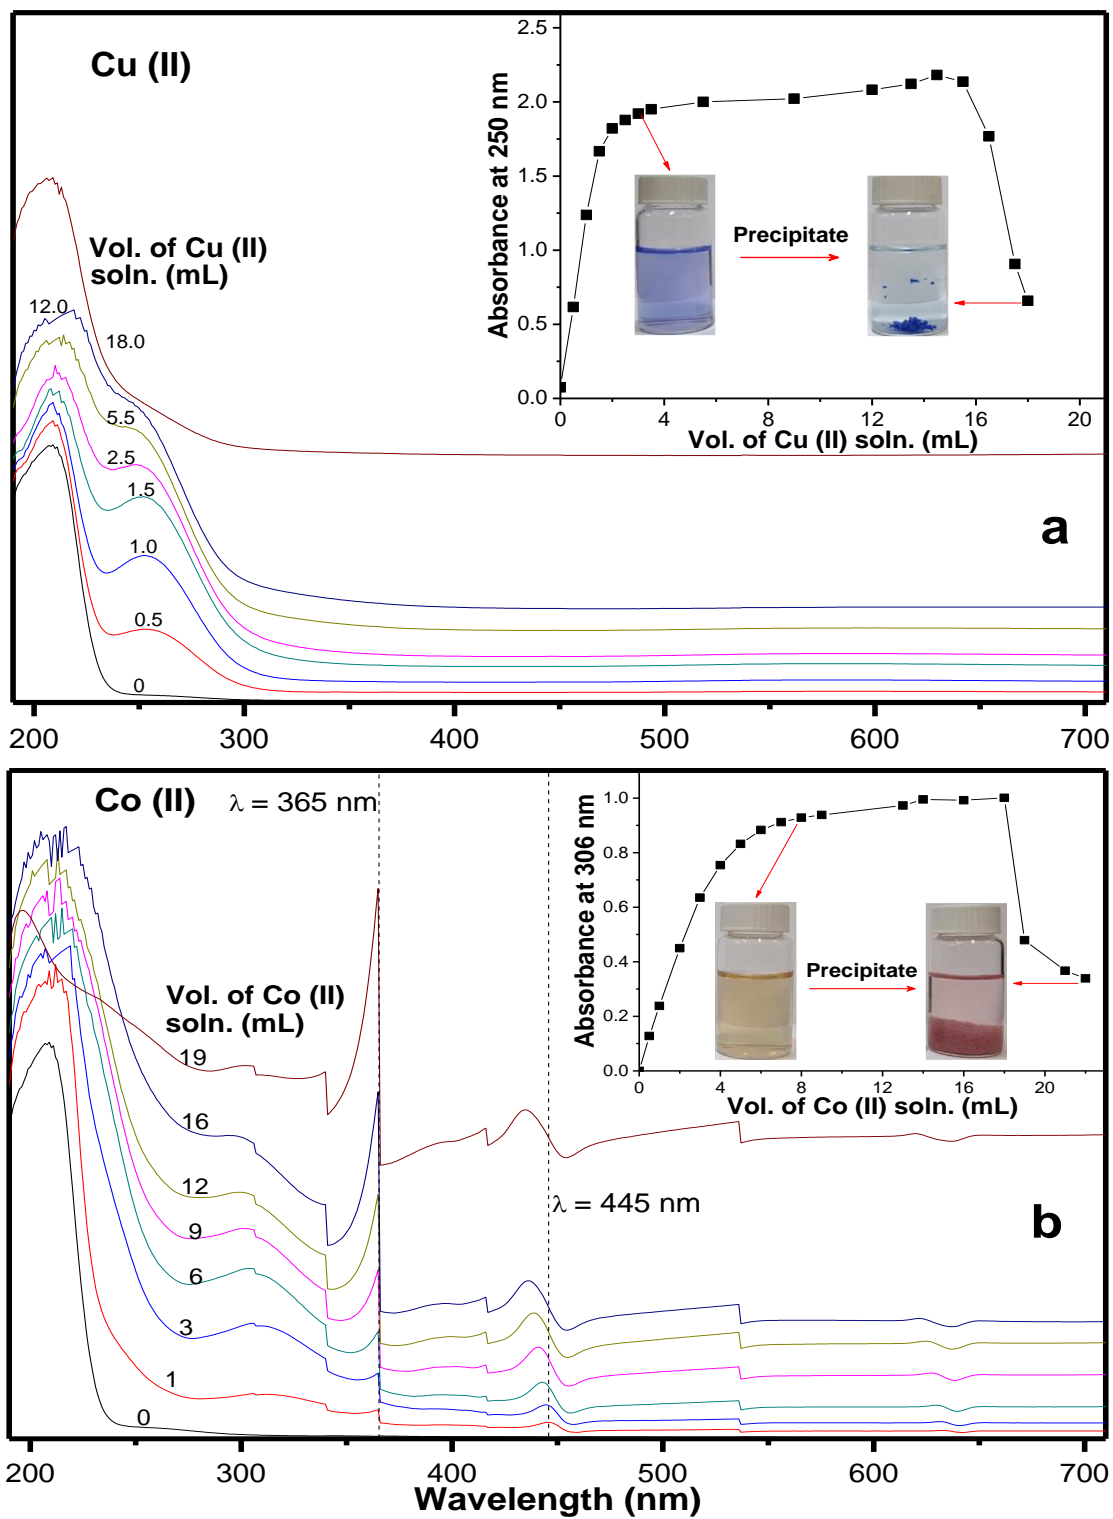 Cu (II)
Vol. of Cu (II)
soln. (mL)
12.0
18.0
5.5
2.5
1.5
1.0
0.5
0
a
200 300 400 500 600 700
Absorbance at 250 nm
2.5
2.0
1.5
1.0
0.5
0.0
0 4 8 12 16 20
Vol. of Cu (II) soln. (mL)
Precipitate
Co (II)
λ = 365 nm
Vol. of Co (II)
soln. (mL)
19
16
12
9
6
3
1
0
λ = 445 nm
b
Absorbance at 306 nm
1.0
0.8
0.6
0.4
0.2
0.0
0 4 8 12 16 20
Vol. of Co (II) soln. (mL)
Precipitate
200 300 400 500 600 700
Wavelength (nm)